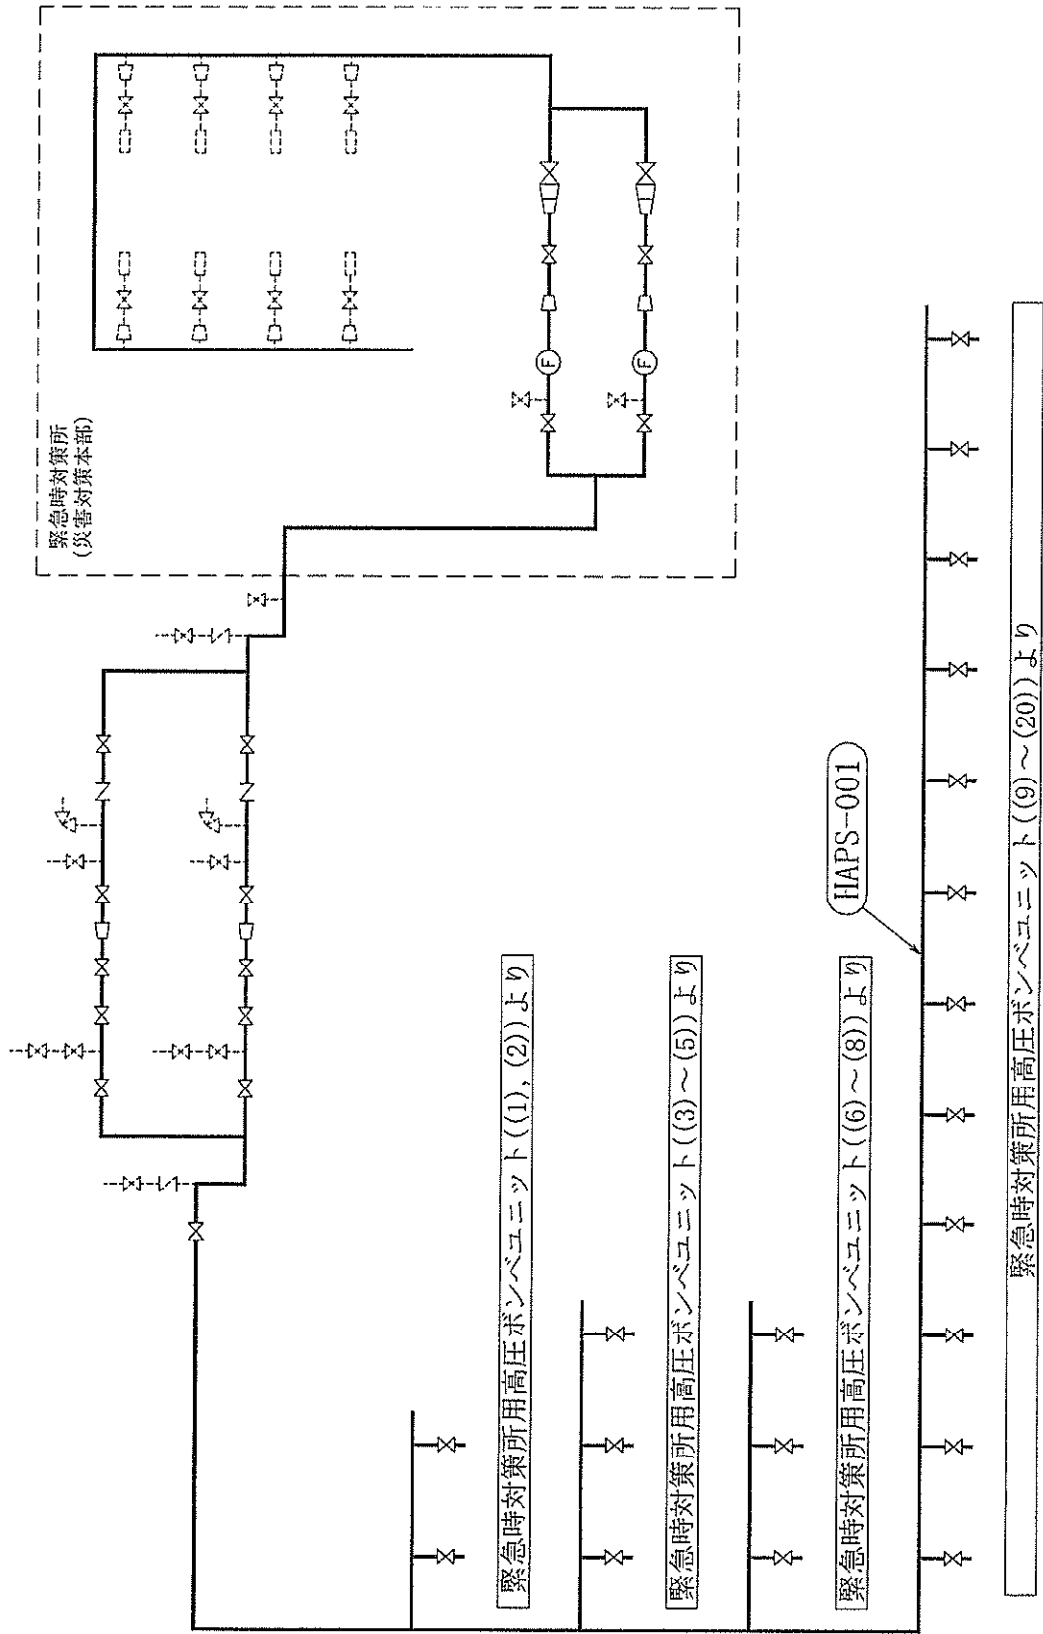 緊急時対策所
(災害対策本部)
F
F
HAPS-001
緊急時対策所用高圧ボンベユニット((1), (2))より
緊急時対策所用高圧ボンベユニット((3)～(5))より
緊急時対策所用高圧ボンベユニット((6)～(8))より
緊急時対策所用高圧ボンベユニット((9)～(20))より